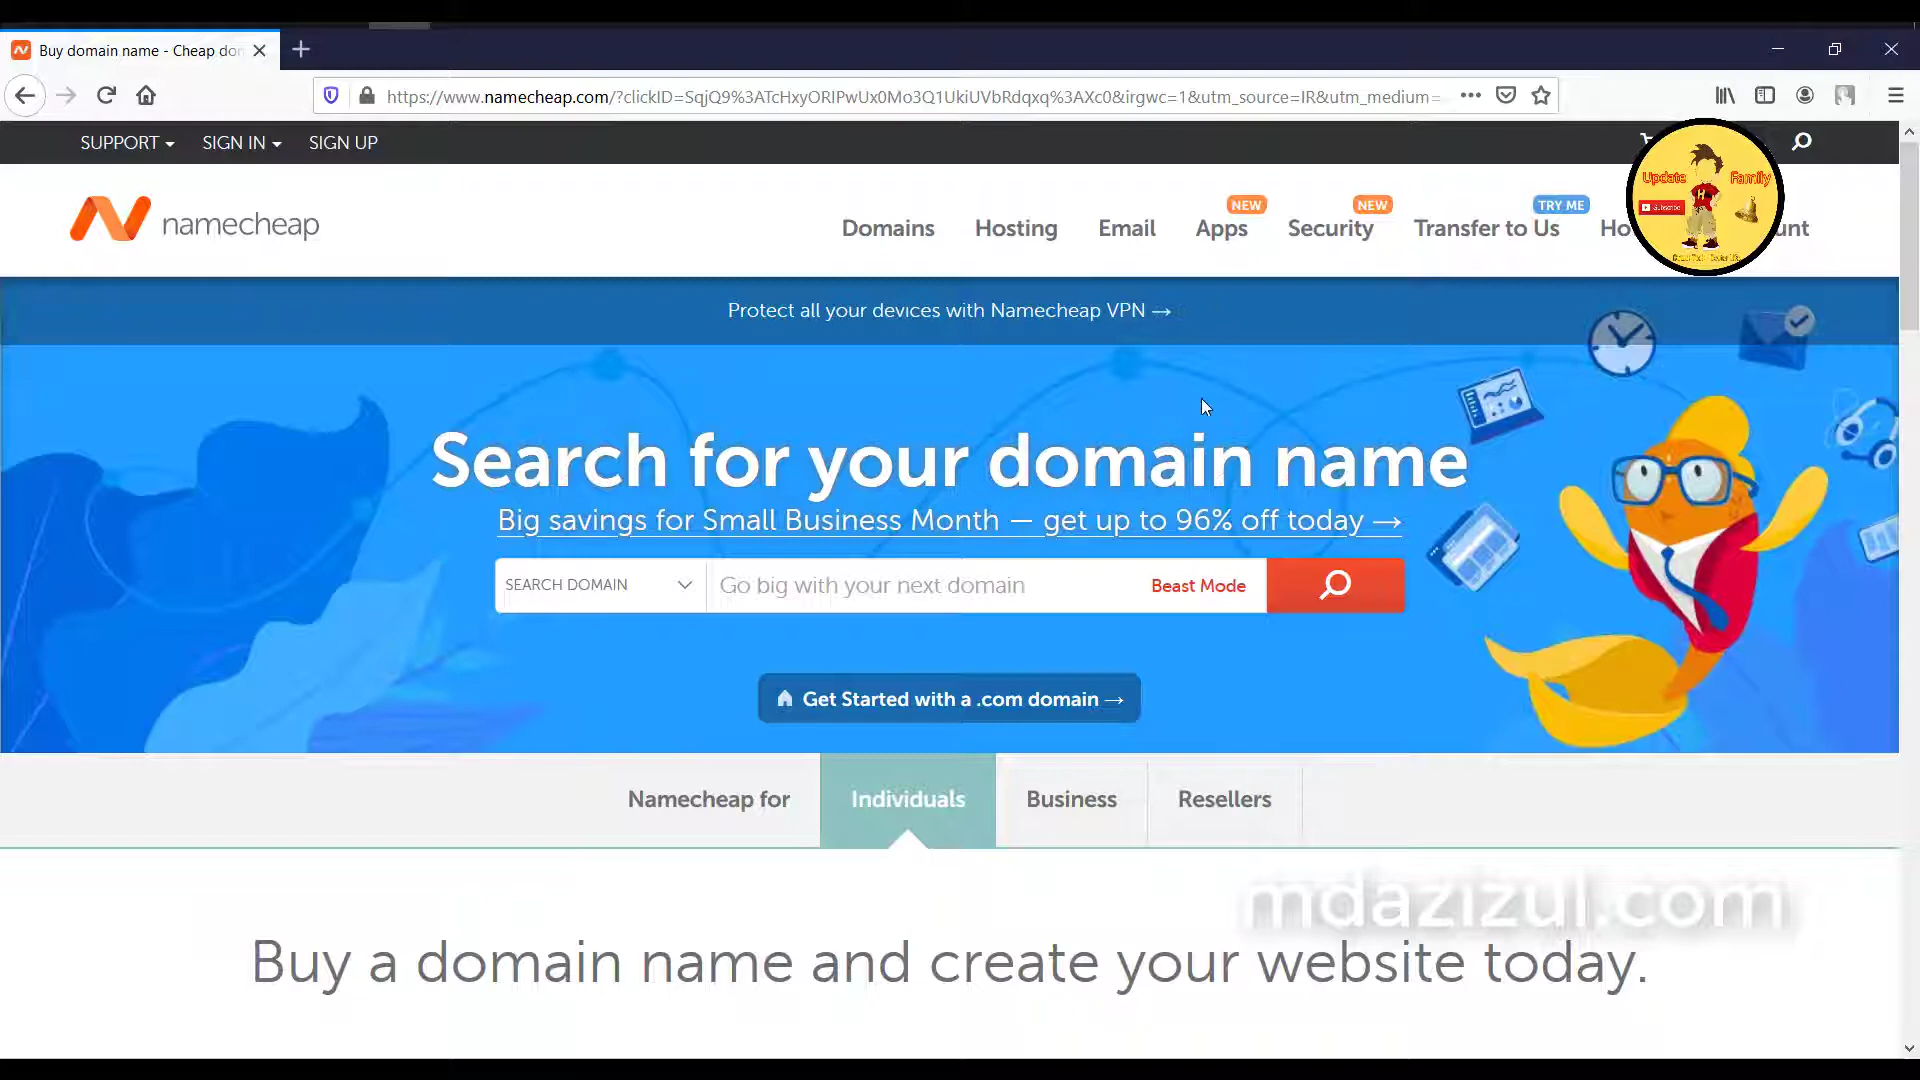 Buy domain name - Cheap don
https://www.namecheap.com/?clickID=SqjQ9%3ATcHxyORIPwUx0Mo3Q1UkiUVbRdqxq%3AXc0&irgwc=1&utm_source=IR&utm_medium=
SUPPORT SIGN IN SIGN UP
namecheap
Domains Hosting Email Apps NEW Security NEW Transfer to Us TRY ME Ho unt
Update Family
Subscribe
Protect all your devices with Namecheap VPN →
Search for your domain name
Big savings for Small Business Month — get up to 96% off today →
SEARCH DOMAIN Go big with your next domain Beast Mode
Get Started with a .com domain →
Namecheap for Individuals Business Resellers
mdazizul.com
Buy a domain name and create your website today.